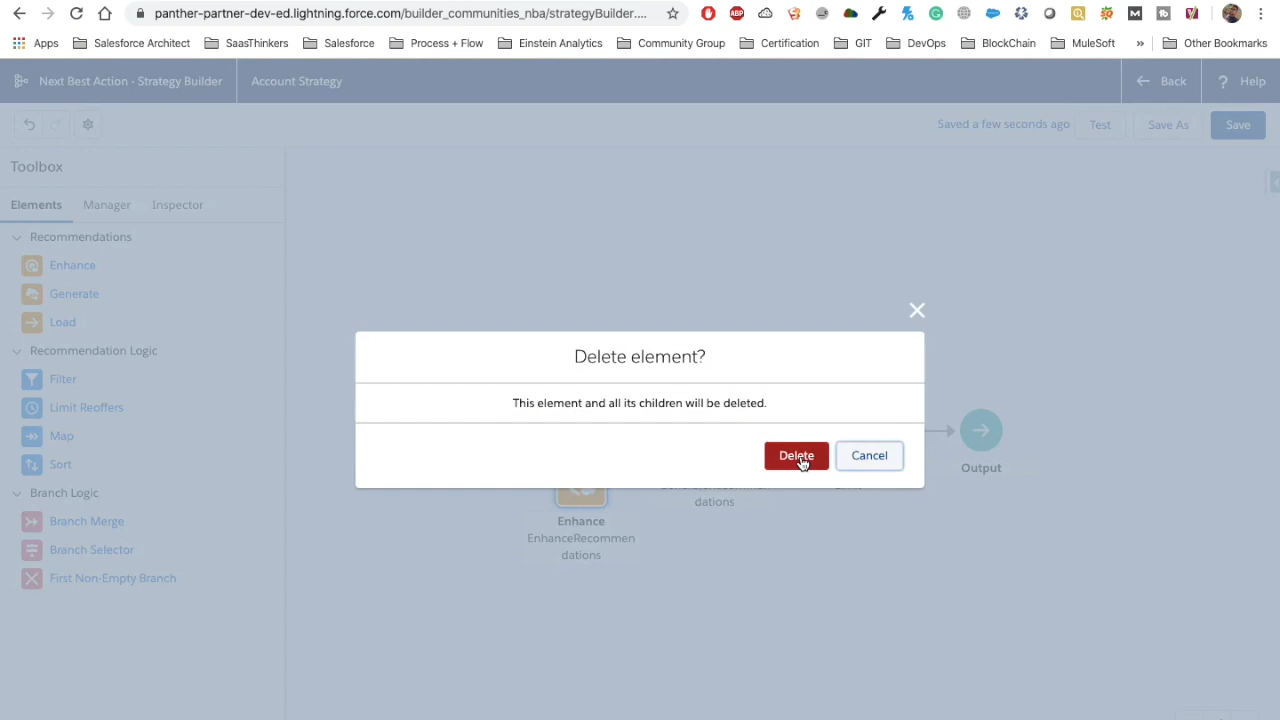 panther-partner-dev-ed.lightning.force.com/builder_communities_nba/strategyBuilder....
Apps Salesforce Architect SaasThinkers Salesforce Process + Flow Einstein Analytics Community Group Certification GIT DevOps BlockChain MuleSoft » Other Bookmarks
Next Best Action - Strategy Builder Account Strategy Back ? Help
Saved a few seconds ago Test Save As Save
Toolbox
Elements Manager Inspector
Recommendations
Enhance
Generate
Load
Recommendation Logic
Filter
Limit Reoffers
Map
Sort
Branch Logic
Branch Merge
Branch Selector
First Non-Empty Branch
Delete element?
This element and all its children will be deleted.
Delete Cancel
Output
dations
Enhance
EnhanceRecommen
dations